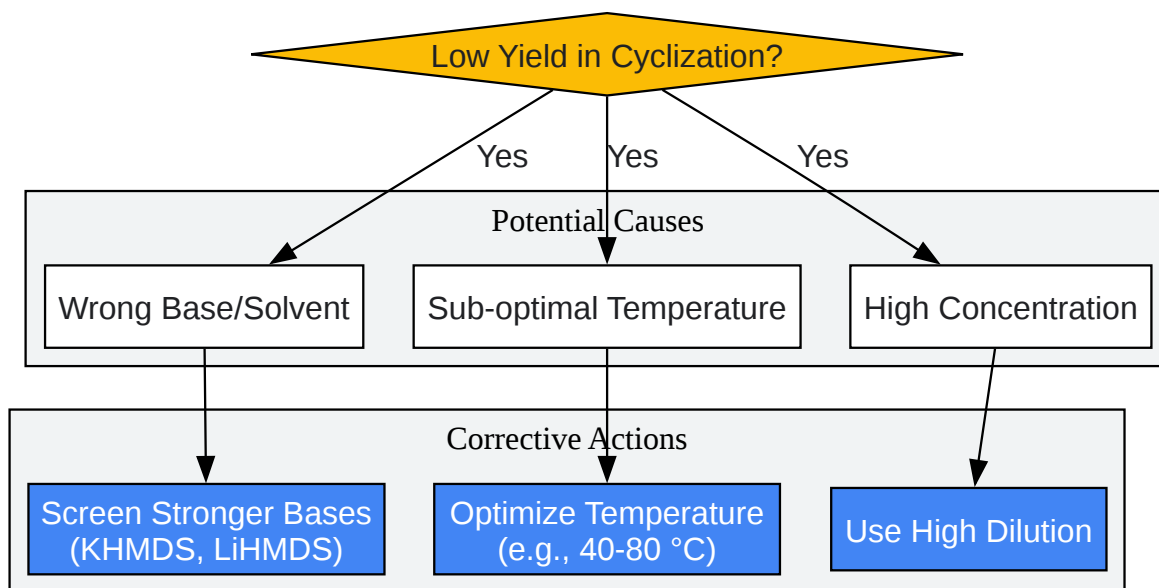 Low Yield in Cyclization?
Yes
Yes
Yes
Potential Causes
Wrong Base/Solvent
Sub-optimal Temperature
High Concentration
Corrective Actions
Screen Stronger Bases
(KHMDS, LiHMDS)
Optimize Temperature
(e.g., 40-80 °C)
Use High Dilution